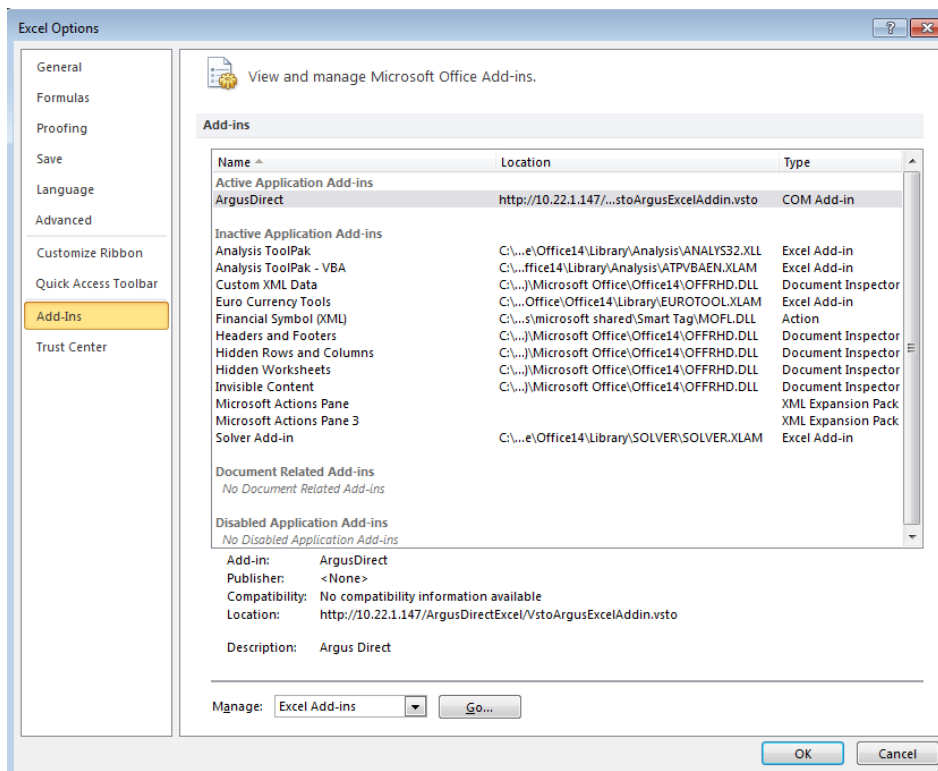 Excel Options
?
General
Formulas
Proofing
Save
Language
Advanced
Customize Ribbon
Quick Access Toolbar
Add-Ins
Trust Center
View and manage Microsoft Office Add-ins.
Add-ins
Name Location Type
Active Application Add-ins
ArgusDirect http://10.22.1.147/...stoArgusExcelAddin.vsto COM Add-in
Inactive Application Add-ins
Analysis ToolPak C:\...e\Office14\Library\Analysis\ANALYS32.XLL Excel Add-in
Analysis ToolPak - VBA C:\...ffice14\Library\Analysis\ATPVBAEN.XLAM Excel Add-in
Custom XML Data C:\...)\Microsoft Office\Office14\OFFRHD.DLL Document Inspector
Euro Currency Tools C:\...Office\Office14\Library\EUROTOOL.XLAM Excel Add-in
Financial Symbol (XML) C:\...s\microsoft shared\Smart Tag\MOFL.DLL Action
Headers and Footers C:\...)\Microsoft Office\Office14\OFFRHD.DLL Document Inspector
Hidden Rows and Columns C:\...)\Microsoft Office\Office14\OFFRHD.DLL Document Inspector
Hidden Worksheets C:\...)\Microsoft Office\Office14\OFFRHD.DLL Document Inspector
Invisible Content C:\...)\Microsoft Office\Office14\OFFRHD.DLL Document Inspector
Microsoft Actions Pane XML Expansion Pack
Microsoft Actions Pane 3 XML Expansion Pack
Solver Add-in C:\...e\Office14\Library\SOLVER\SOLVER.XLAM Excel Add-in
Document Related Add-ins
No Document Related Add-ins
Disabled Application Add-ins
No Disabled Application Add-ins
Add-in: ArgusDirect
Publisher: <None>
Compatibility: No compatibility information available
Location: http://10.22.1.147/ArgusDirectExcel/VstoArgusExcelAddin.vsto
Description: Argus Direct
Manage: Excel Add-ins Go...
OK Cancel